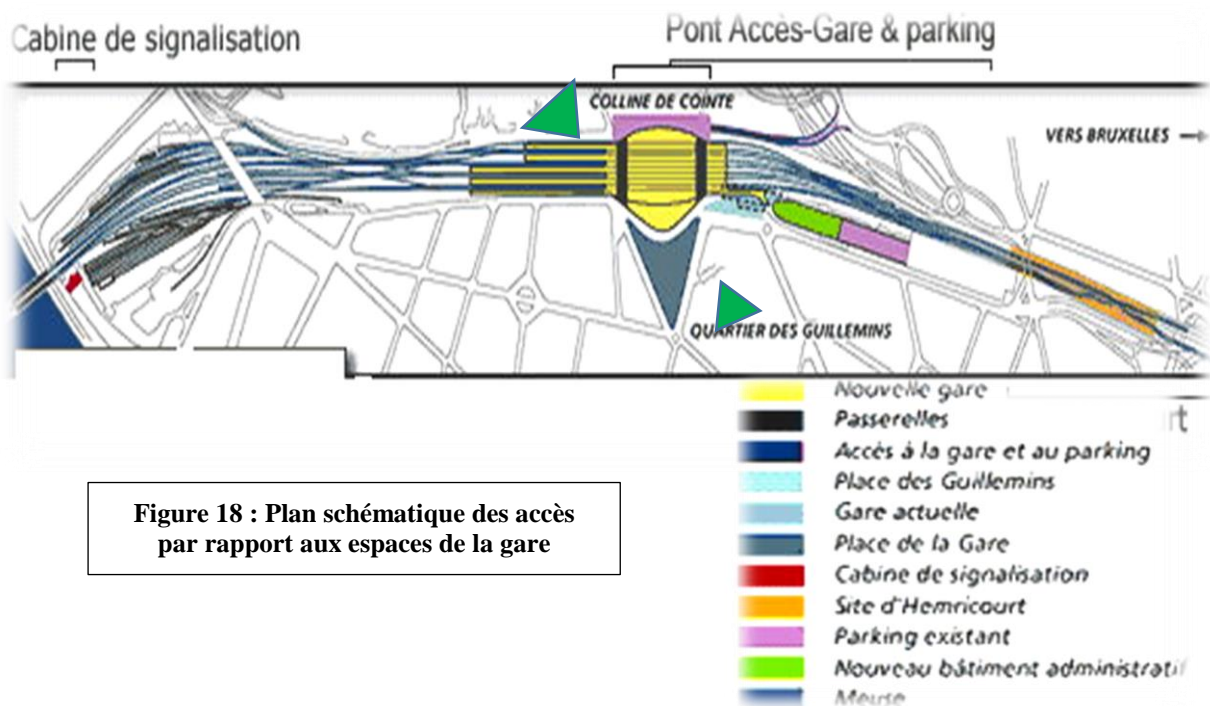 Cabine de signalisation
Pont Accès-Gare & parking
COLLINE DE COINTE
VERS BRUXELLES
QUARTIER DES GUILLEMINS
Nouvelle gare
Passerelles
rt
Accès à la gare et au parking
Place des Guillemins
Gare actuelle
Place de la Gare
Cabine de signalisation
Site d'Hemricourt
Parking existant
Nouveau bâtiment administratif
Meuse
Figure 18 : Plan schématique des accès
par rapport aux espaces de la gare